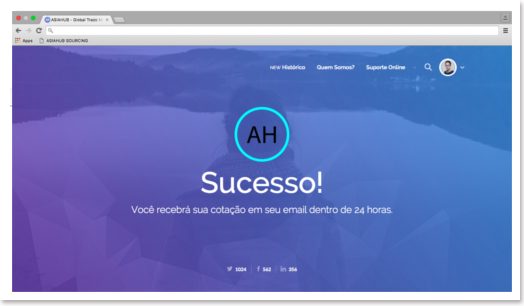 ASIAHUB - Global Trade
Apps ASIAHUB SOURCING
NEW Histórico Quem Somos? Suporte Online
AH
Sucesso!
Você recebrá sua cotação em seu email dentro de 24 horas.
1024 562 356